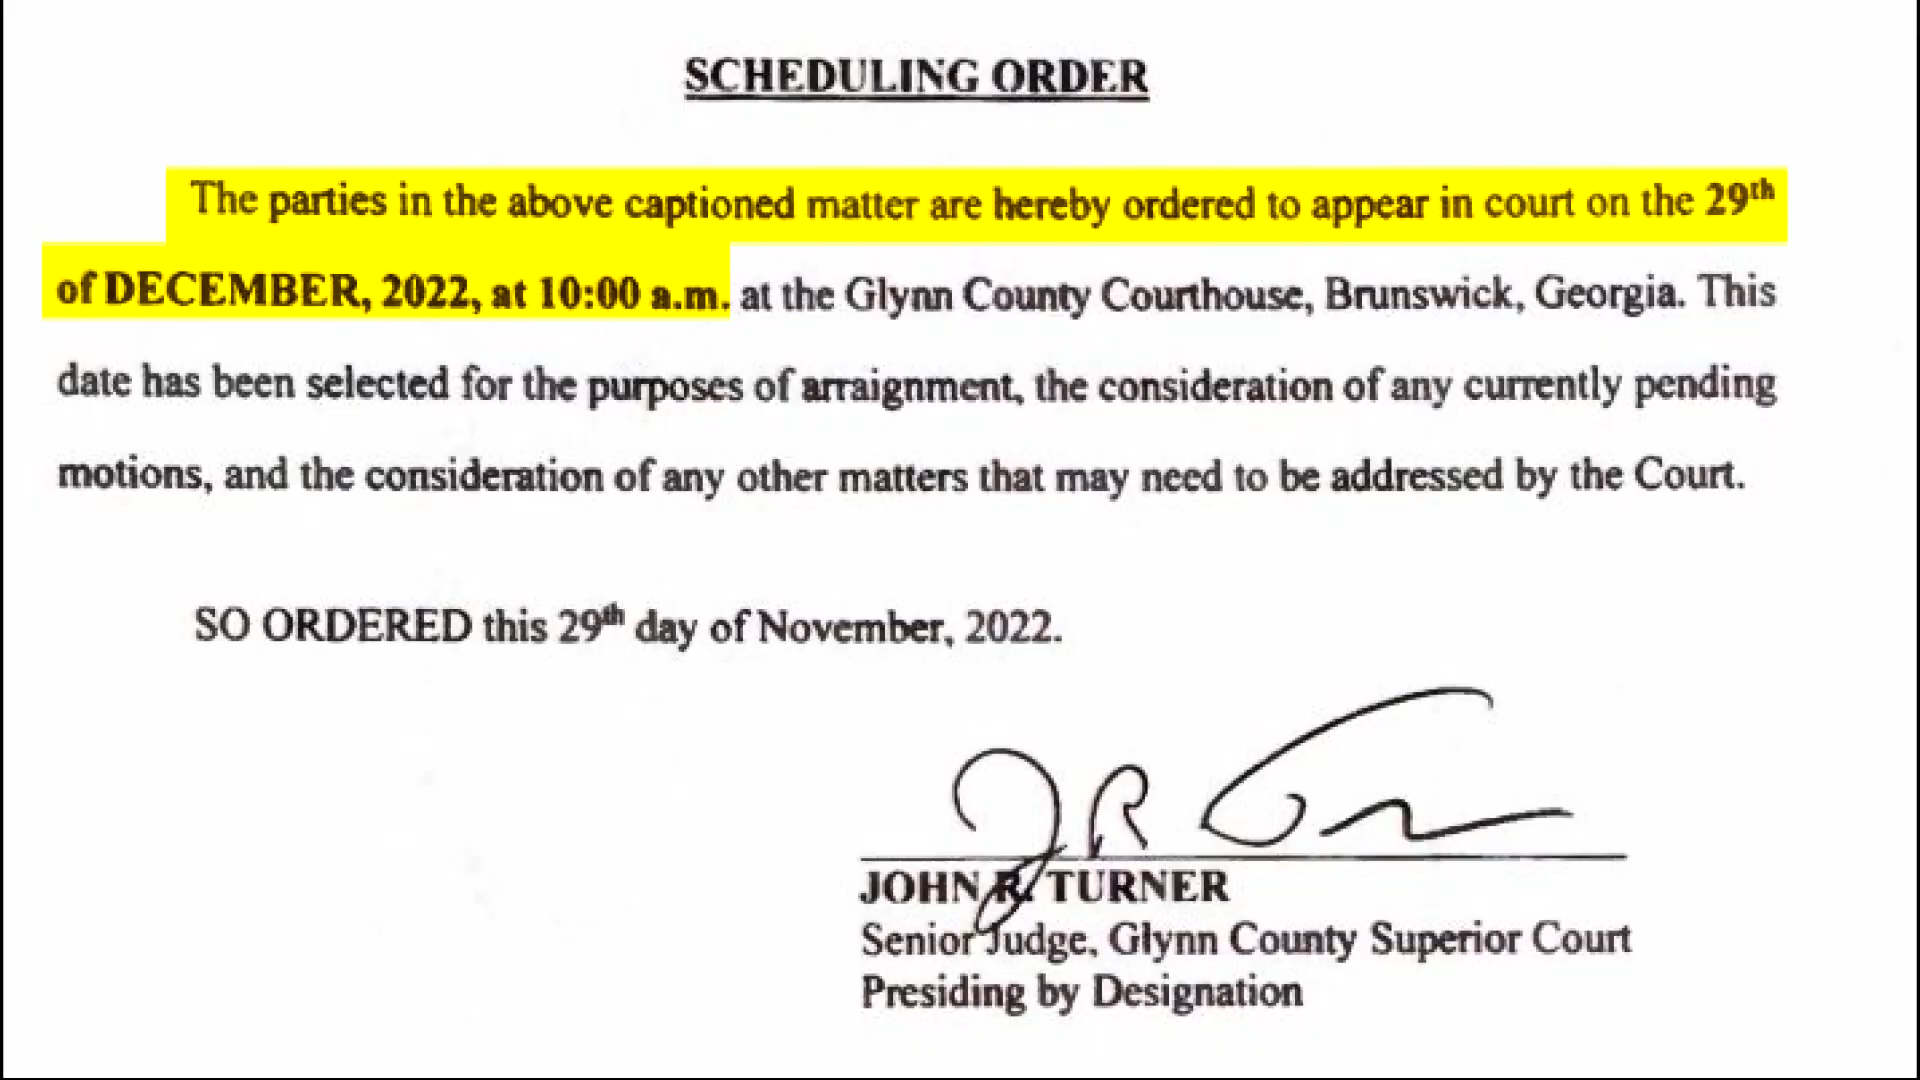 SCHEDULING ORDER
The parties in the above captioned matter are hereby ordered to appear in court on the 29th
of DECEMBER, 2022, at 10:00 a.m. at the Glynn County Courthouse, Brunswick, Georgia. This
date has been selected for the purposes of arraignment, the consideration of any currently pending
motions, and the consideration of any other matters that may need to be addressed by the Court.
SO ORDERED this 29th day of November, 2022.
JOHN R. TURNER
Senior Judge, Glynn County Superior Court
Presiding by Designation